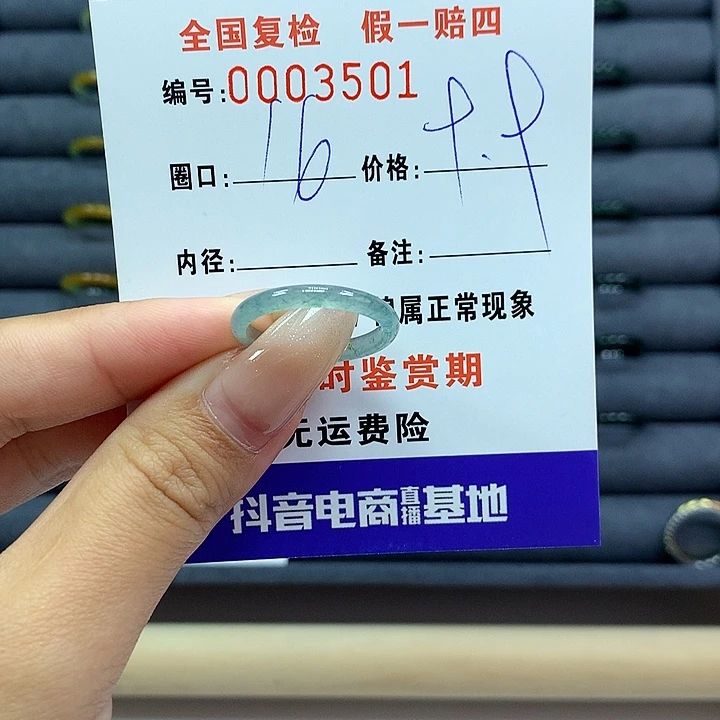 全国复检 假一赔四
编号:0003501
圈口: 16 价格: 9.9
内径: 备注:
属正常现象
时鉴赏期
无运费险
抖音电商直播基地